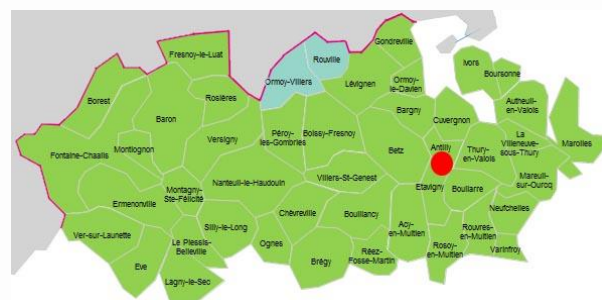 Gondreville
Fresnoy-le-Luat
Rouville
Ivors
Boursonne
Ormoy-Villers
Lévignen
Ormoy-
le-Davien
Borest
Rosières
Autheuil-
en-Valois
Baron
Bargny
Cuvergnon
Versigny
Péroy-
les-Gombries
Boissy-Fresnoy
La
Villeneuve-
sous-Thury
Marolles
Fontaine-Chaalis
Montlognon
Betz
Antilly
Thury-
en-Valois
Nanteuil-le-Haudouin
Villers-St-Genest
Mareuil-
sur-Ourcq
Montagny-
Ste-Félicité
Etavigny
Boullarre
Ermenonville
Chèvreville
Bouillancy
Neufchelles
Silly-le-Long
Acy-
en-Multien
Rouvres-
en-Multien
Ver-sur-Launette
Le Plessis-
Belleville
Ognes
Réez-
Fosse-Martin
Rosoy-
en-Multien
Varinfroy
Eve
Brégy
Lagny-le-Sec